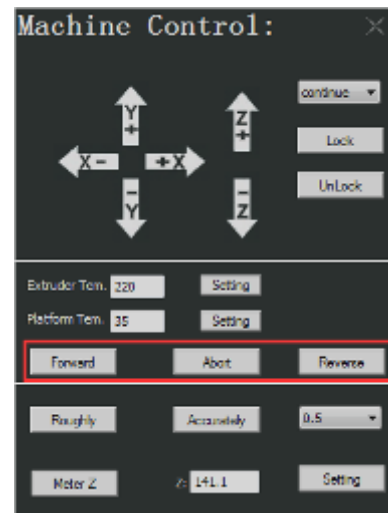 Machine Control:
Y+
Z+
continue
X- +X
Lock
-Y
-Z
UnLock
Extruder Tem. 220 Setting
Platform Tem. 35 Setting
Forward Abort Reverse
Roughly Accurately 0.5
Meter Z Z: 141.1 Setting